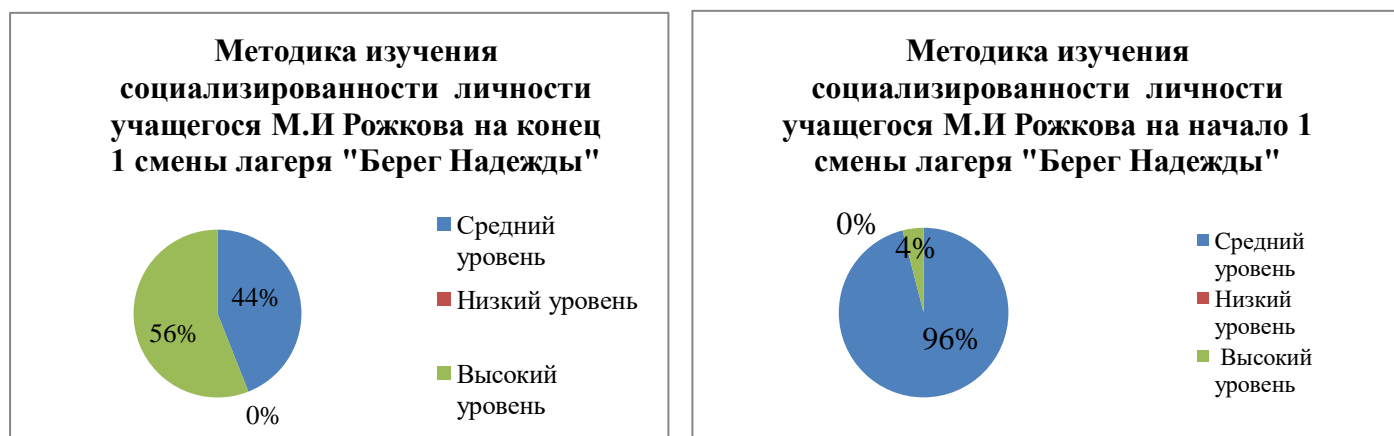 Методика изучения
социализированности личности
учащегося М.И Рожкова на конец
1 смены лагеря "Берег Надежды"
44%
56%
0%
Средний
уровень
Низкий уровень
Высокий
уровень
Методика изучения
социализированности личности
учащегося М.И Рожкова на начало 1
смены лагеря "Берег Надежды"
0%
4%
96%
Средний
уровень
Низкий
уровень
Высокий
уровень